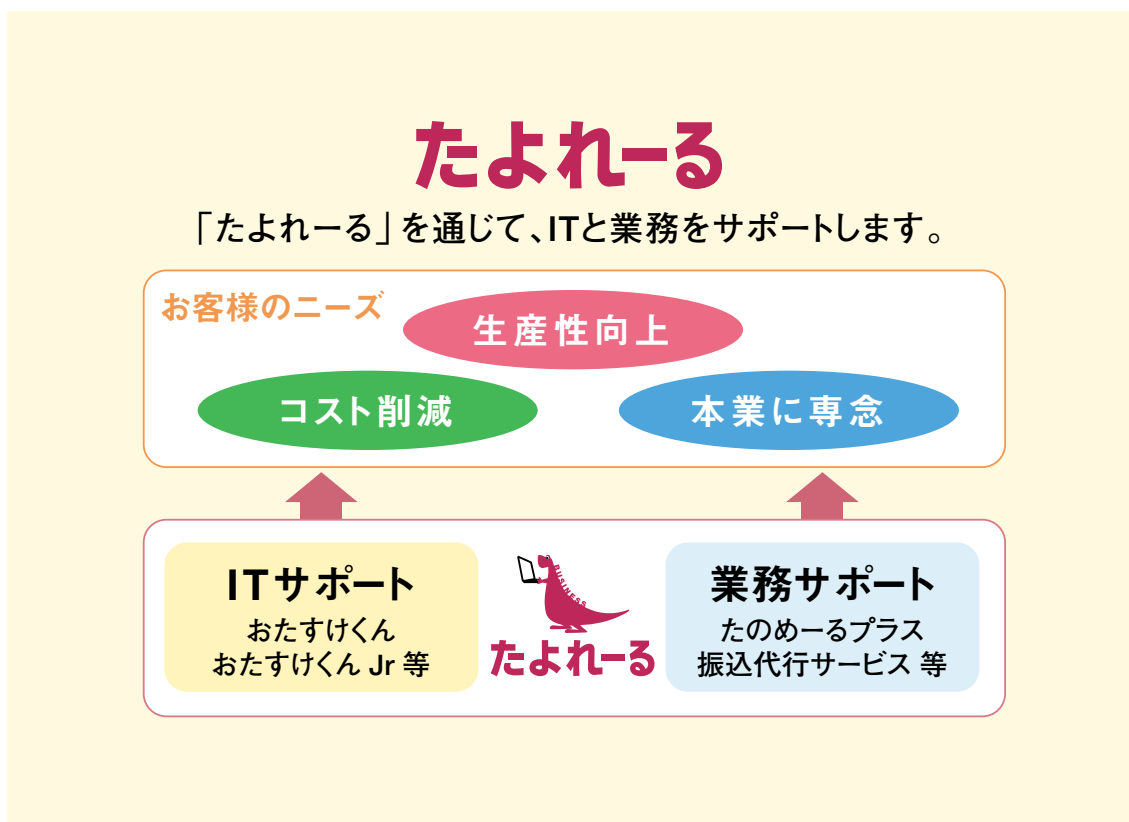 たよれーる
「たよれーる」を通じて、ITと業務をサポートします。
お客様のニーズ
生産性向上
コスト削減
本業に専念
ITサポート
おたすけくん
おたすけくん Jr 等
BUSINESS
たよれーる
業務サポート
たのめーるプラス
振込代行サービス 等